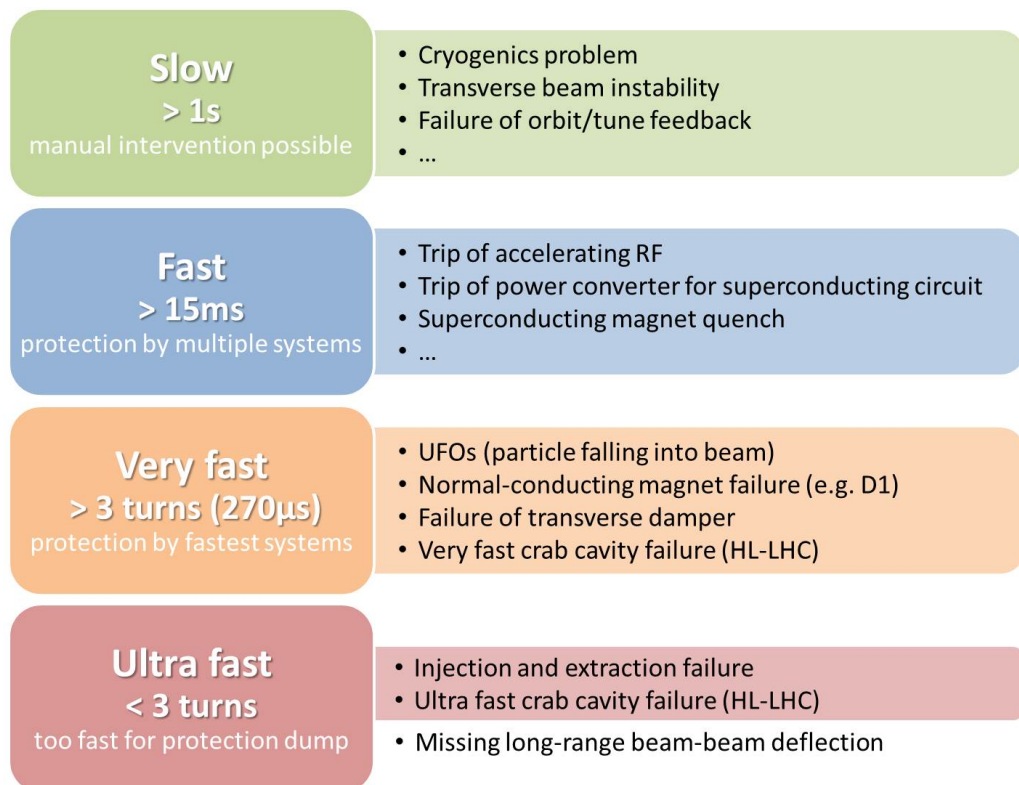 Slow
> 1s
manual intervention possible
• Cryogenics problem
• Transverse beam instability
• Failure of orbit/tune feedback
• ...
Fast
> 15ms
protection by multiple systems
• Trip of accelerating RF
• Trip of power converter for superconducting circuit
• Superconducting magnet quench
• ...
Very fast
> 3 turns (270µs)
protection by fastest systems
• UFOs (particle falling into beam)
• Normal-conducting magnet failure (e.g. D1)
• Failure of transverse damper
• Very fast crab cavity failure (HL-LHC)
Ultra fast
< 3 turns
too fast for protection dump
• Injection and extraction failure
• Ultra fast crab cavity failure (HL-LHC)
• Missing long-range beam-beam deflection